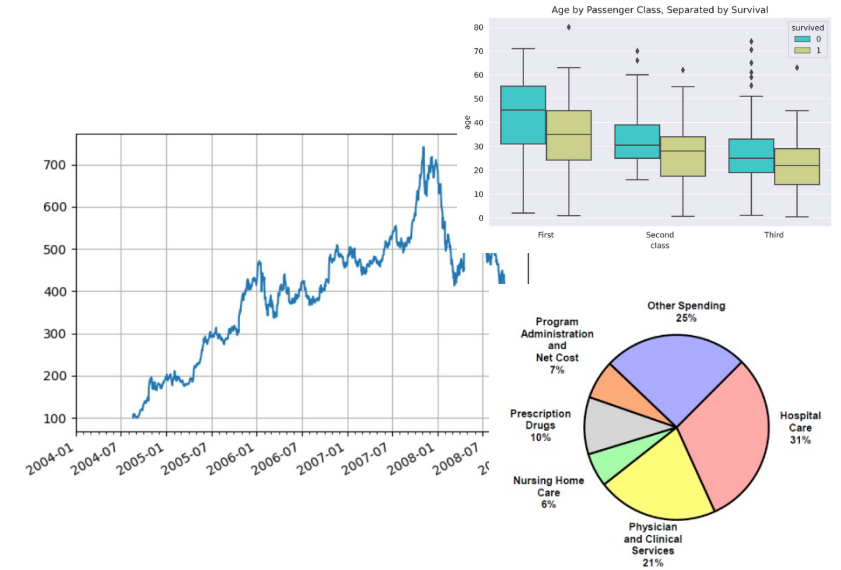 Age by Passenger Class, Separated by Survival
survived
0
1
80
70
60
50
40
30
20
10
0
age
First
Second
Third
class
700
600
500
400
300
200
100
2004-01
2004-07
2005-01
2005-07
2006-01
2006-07
2007-01
2007-07
2008-01
2008-07
Other Spending
25%
Program
Administration
and
Net Cost
7%
Hospital
Care
31%
Prescription
Drugs
10%
Nursing Home
Care
6%
Physician
and Clinical
Services
21%